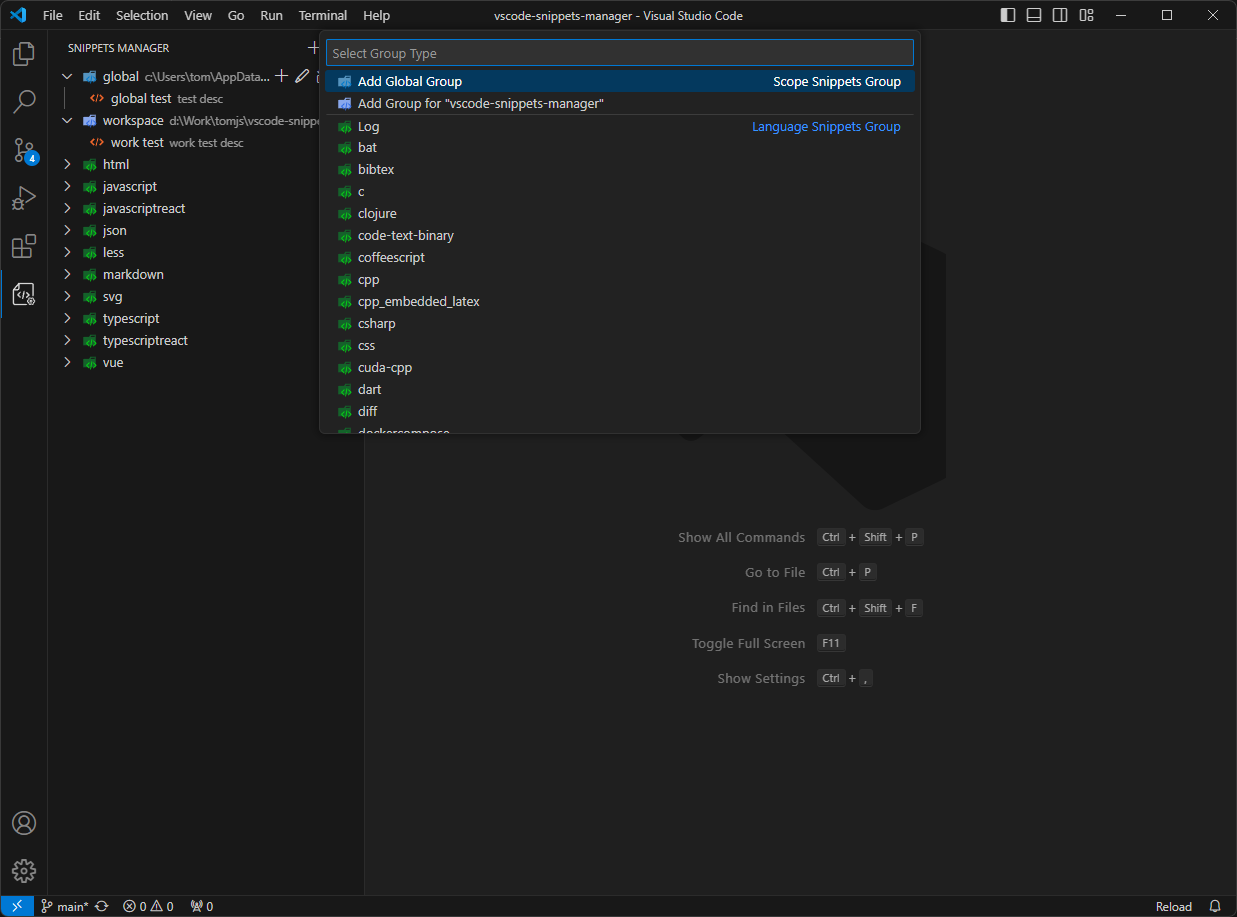 File Edit Selection View Go Run Terminal Help
vscode-snippets-manager - Visual Studio Code
SNIPPETS MANAGER
global c:\Users\tom\AppData...
global test test desc
workspace d:\Work\tomjs\vscode-snippe
work test work test desc
html
javascript
javascriptreact
json
less
markdown
svg
typescript
typescriptreact
vue
Select Group Type
Add Global Group Scope Snippets Group
Add Group for "vscode-snippets-manager"
Log Language Snippets Group
bat
bibtex
c
clojure
code-text-binary
coffeescript
cpp
cpp_embedded_latex
csharp
css
cuda-cpp
dart
diff
dockercompose
Show All Commands Ctrl + Shift + P
Go to File Ctrl + P
Find in Files Ctrl + Shift + F
Toggle Full Screen F11
Show Settings Ctrl + ,
4
main* 0 0 0 Reload